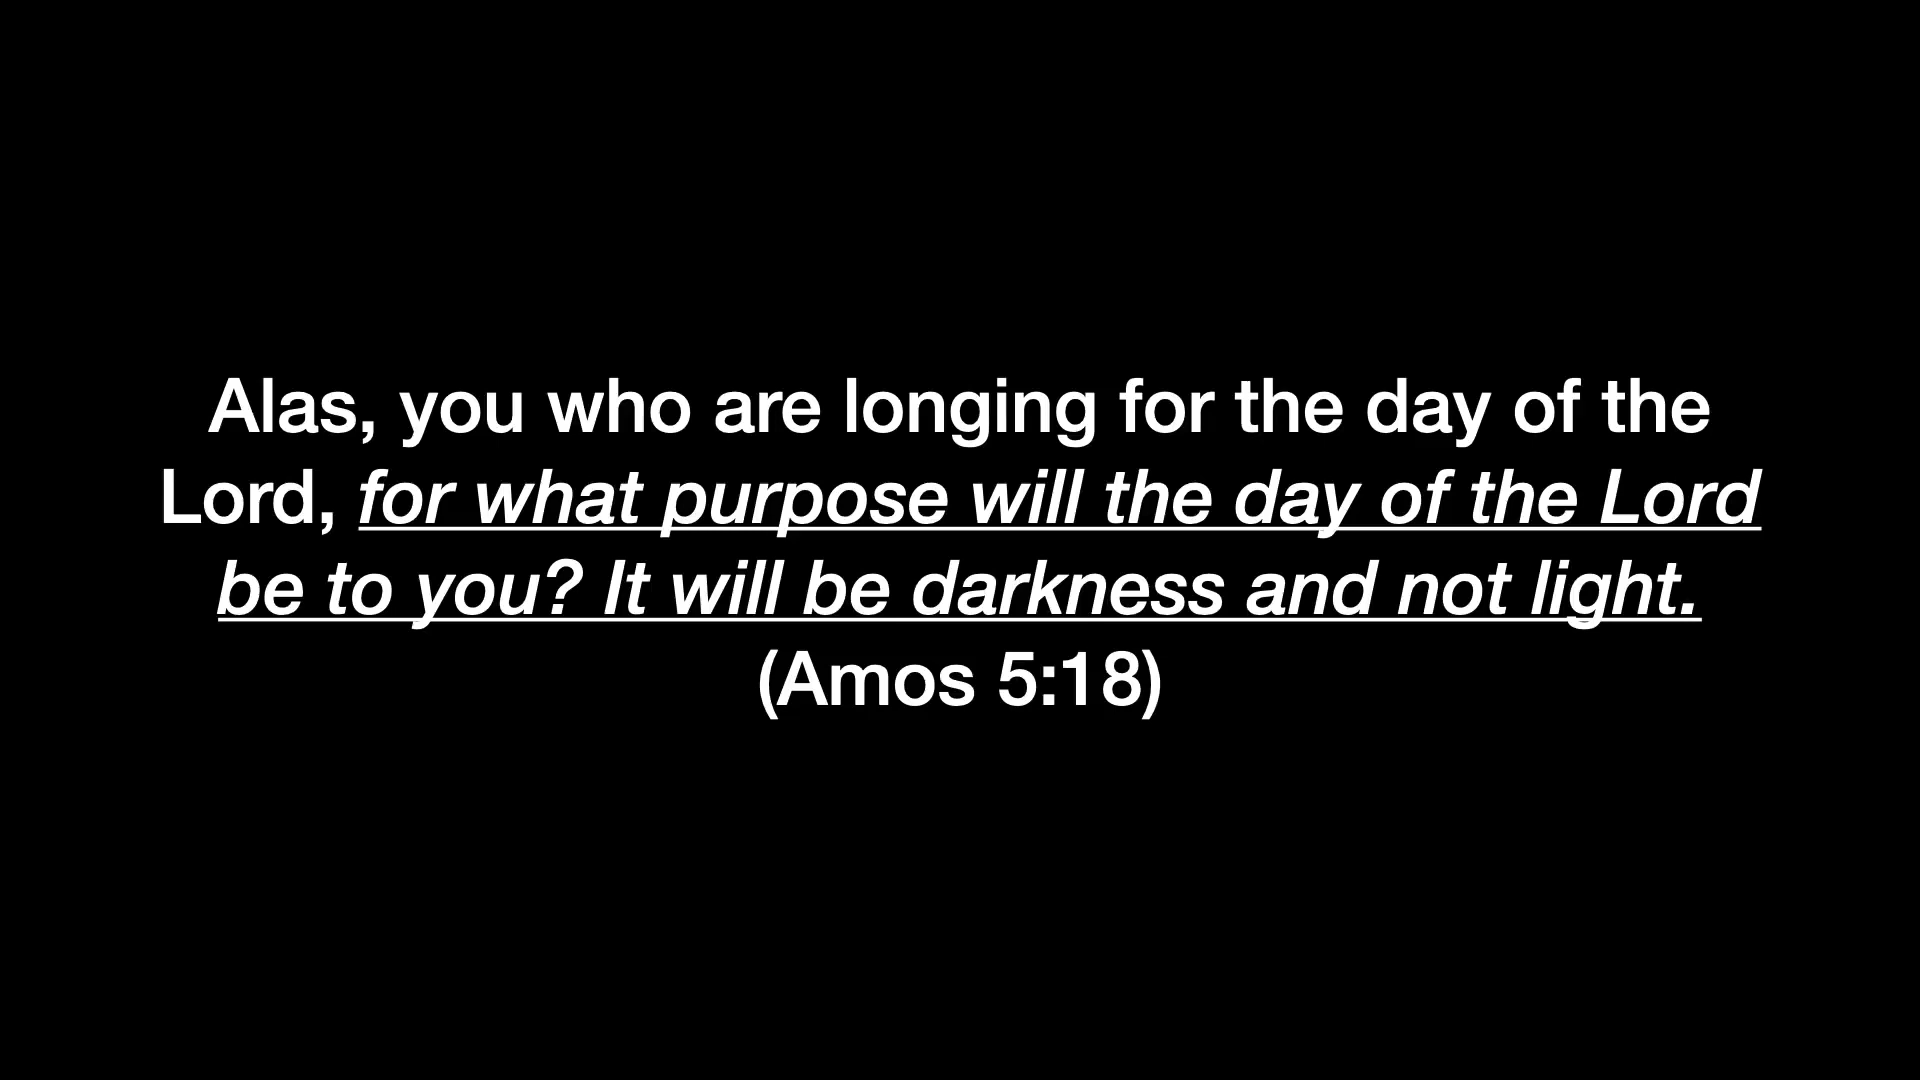 Alas, you who are longing for the day of the
Lord, for what purpose will the day of the Lord
be to you? It will be darkness and not light.
(Amos 5:18)